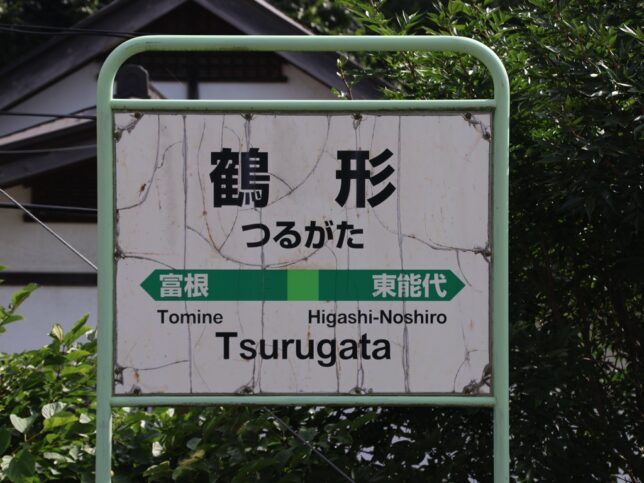 鶴形
つるがた
富根 東能代
Tomine Higashi-Noshiro
Tsurugata